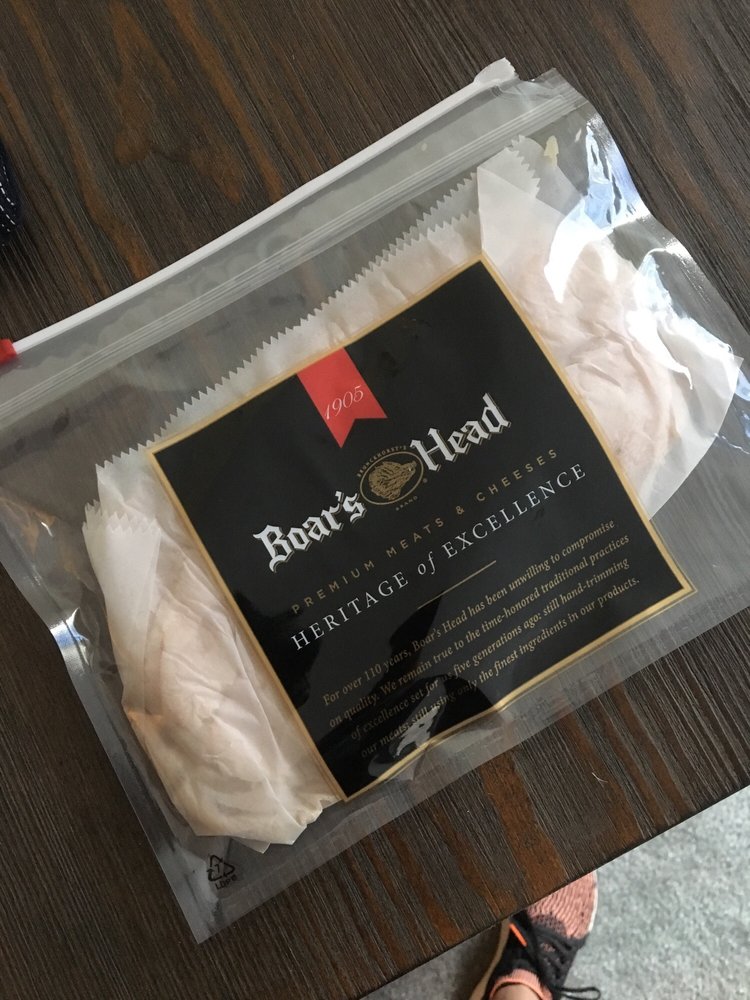 1905
Boar's Head
BRUNCKHORST'S
BRAND
®
PREMIUM MEATS & CHEESES
HERITAGE of EXCELLENCE
For over 110 years, Boar's Head has been unwilling to compromise
on quality. We remain true to the time-honored traditional practices
of excellence set for us five generations ago: still hand-trimming
our meats; still using only the finest ingredients in our products.
LDPE